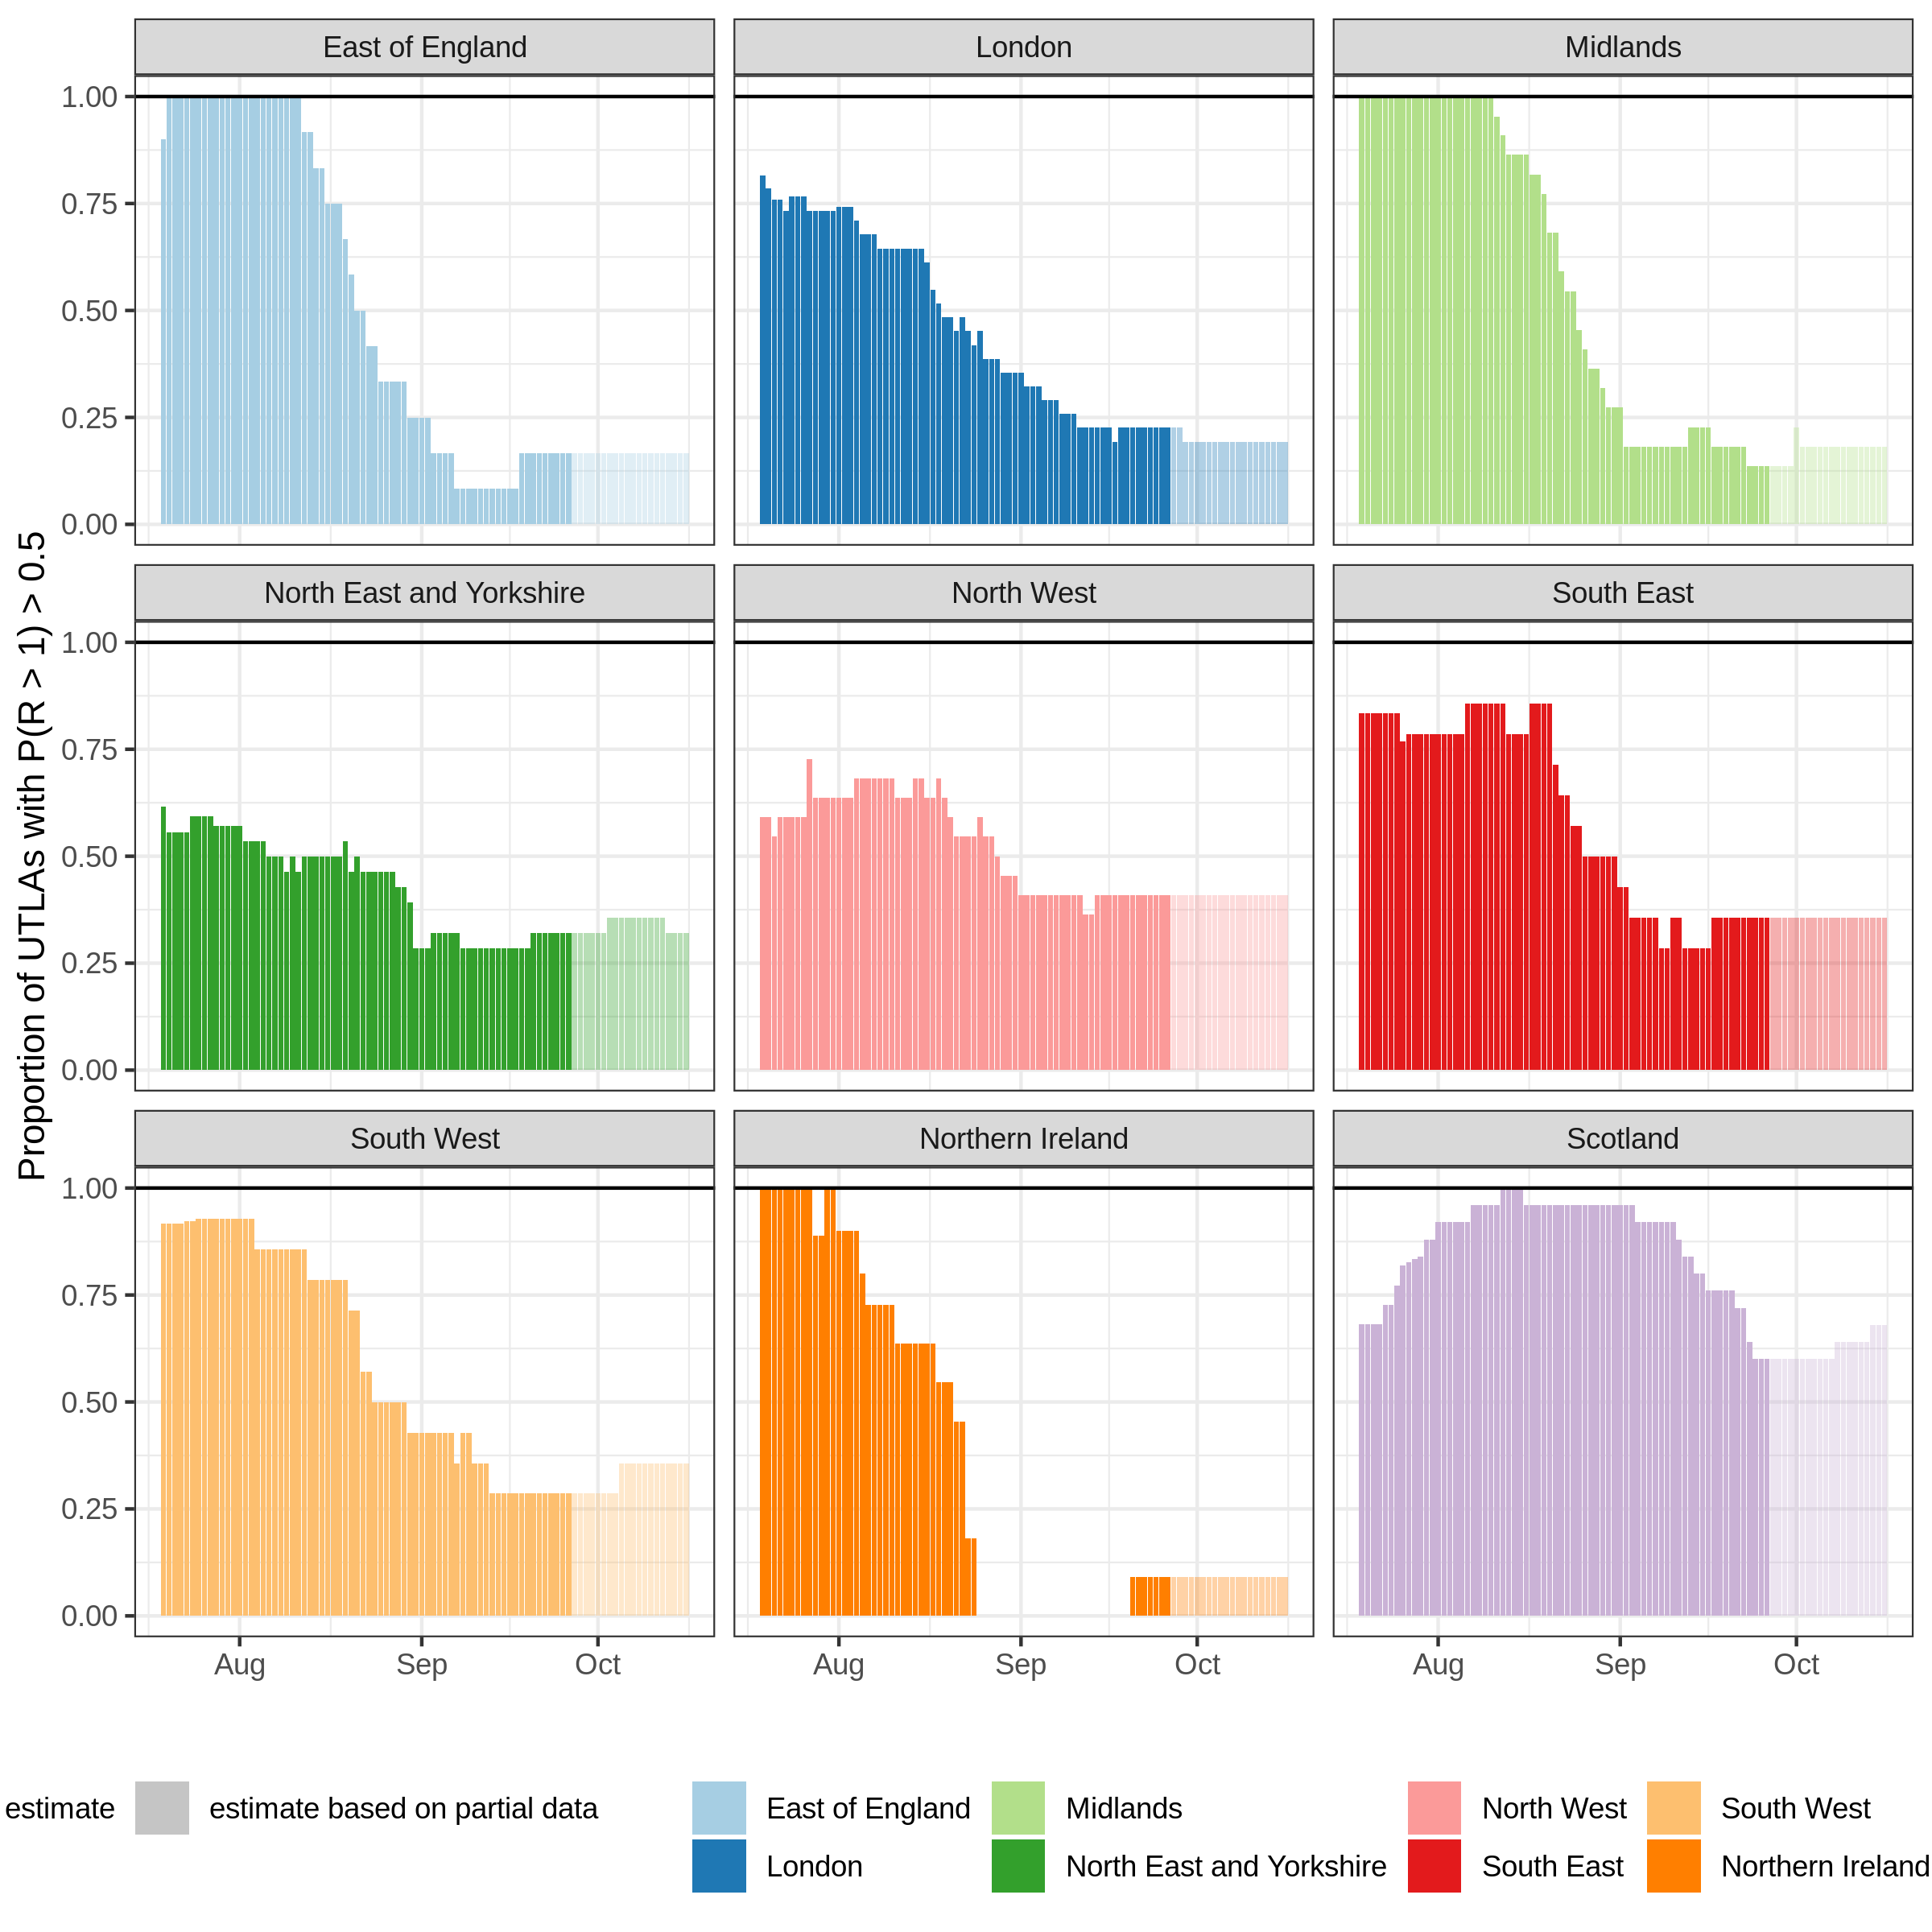 East of England
London
Midlands
1.00
0.75
0.50
0.25
0.00
North East and Yorkshire
North West
South East
1.00
0.75
0.50
0.25
0.00
Proportion of UTLAs with P(R > 1) > 0.5
South West
Northern Ireland
Scotland
1.00
0.75
0.50
0.25
0.00
Aug Sep Oct
Aug Sep Oct
Aug Sep Oct
estimate
estimate based on partial data
East of England
London
Midlands
North East and Yorkshire
North West
South East
South West
Northern Ireland